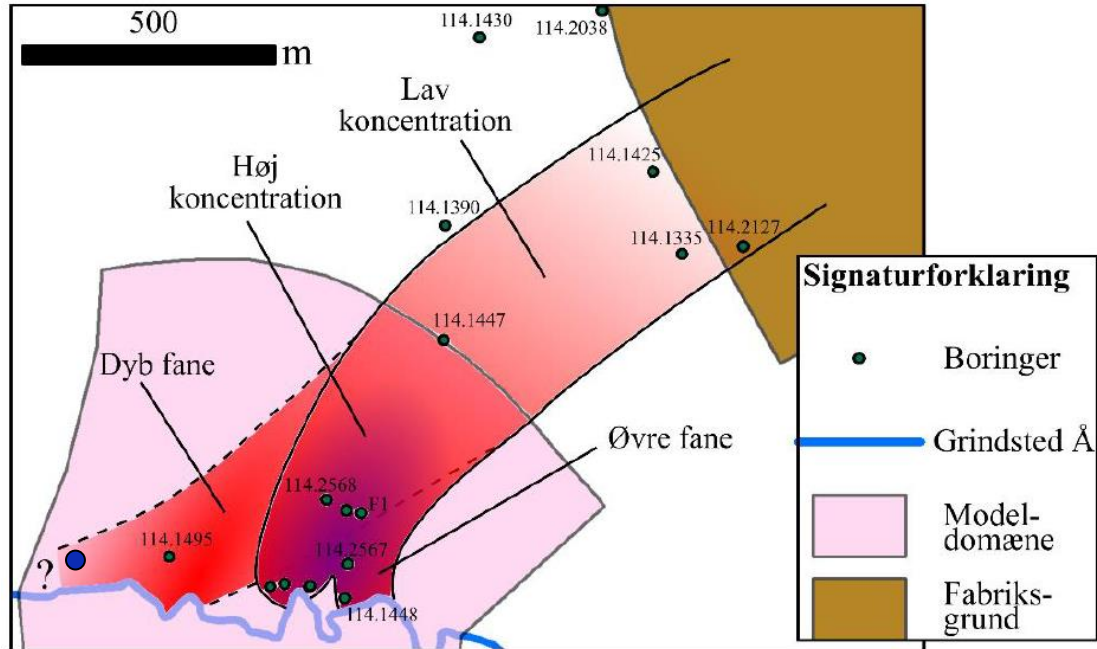 500
m
114.1430
114.2038
Lav
koncentration
114.1425
Høj
koncentration
114.1390
114.2127
114.1335
114.1447
Dyb fane
Øvre fane
114.2568
F1
114.1495
114.2567
?
114.1448
Signaturforklaring
Boringer
Grindsted Å
Model-
domæne
Fabriks-
grund